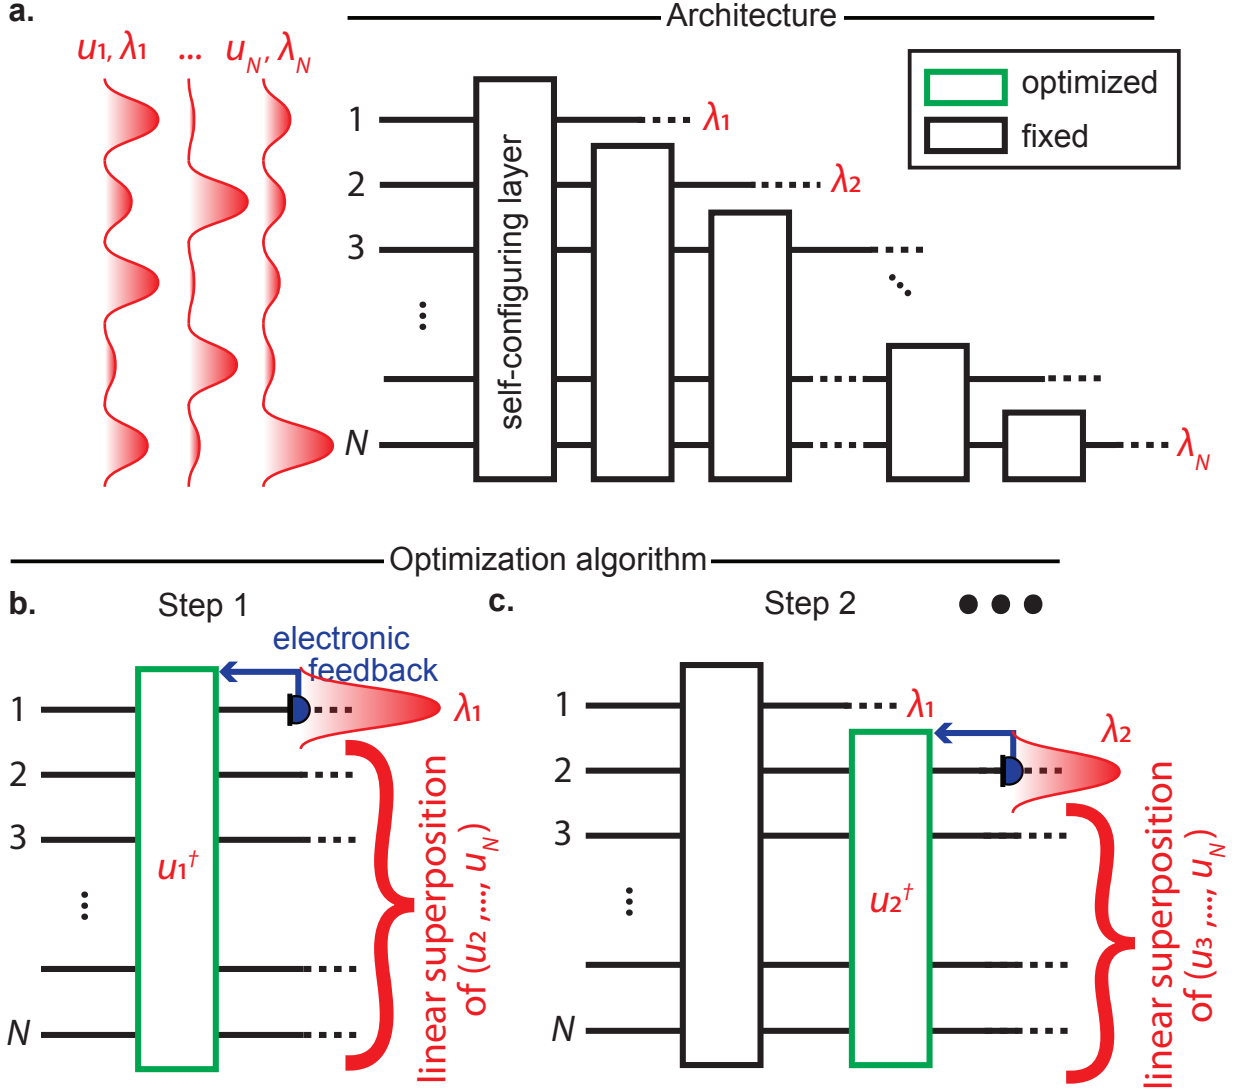 a.
Architecture
u1, λ1 ... uN, λN
optimized
fixed
1
2
3
⋮
N
self-configuring layer
λ1
λ2
⋱
λN
Optimization algorithm
b.
Step 1
electronic
feedback
1
2
3
⋮
N
u1†
λ1
linear superposition
of (u2 ,..., uN)
c.
Step 2
●●●
1
2
3
⋮
N
λ1
u2†
λ2
linear superposition
of (u3 ,..., uN)